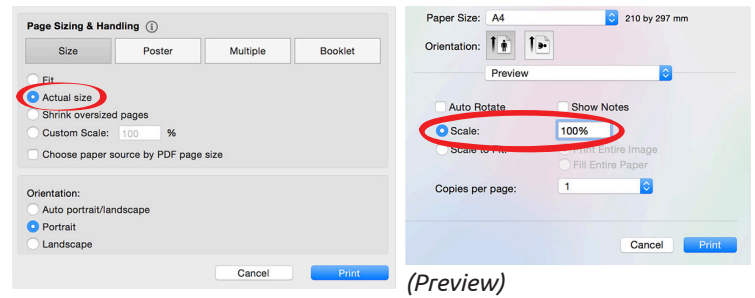 Page Sizing & Handling i
Size Poster Multiple Booklet
Fit
Actual size
Shrink oversized pages
Custom Scale: 100 %
Choose paper source by PDF page size
Orientation:
Auto portrait/landscape
Portrait
Landscape
Cancel Print
Paper Size: A4 210 by 297 mm
Orientation:
Preview
Auto Rotate Show Notes
Scale: 100%
Scale to Fit: Print Entire Image
Fill Entire Paper
Copies per page: 1
Cancel Print
(Preview)